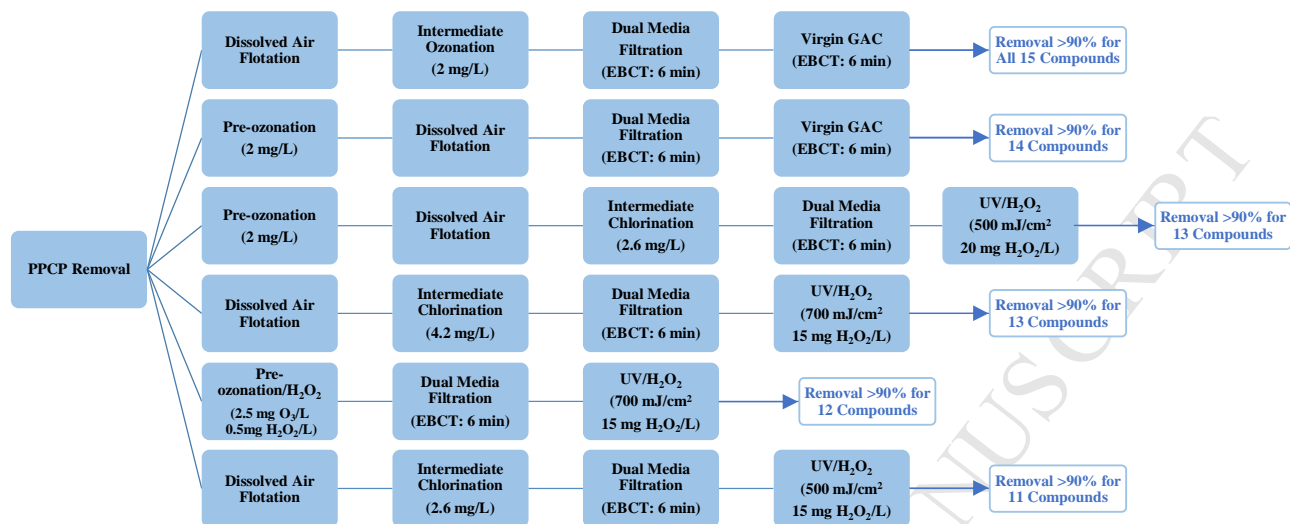 Dissolved Air
Flotation
Intermediate
Ozonation
(2 mg/L)
Dual Media
Filtration
(EBCT: 6 min)
Virgin GAC
(EBCT: 6 min)
Removal >90% for
All 15 Compounds
Pre-ozonation
(2 mg/L)
Dissolved Air
Flotation
Dual Media
Filtration
(EBCT: 6 min)
Virgin GAC
(EBCT: 6 min)
Removal >90% for
14 Compounds
PPCP Removal
Pre-ozonation
(2 mg/L)
Dissolved Air
Flotation
Intermediate
Chlorination
(2.6 mg/L)
Dual Media
Filtration
(EBCT: 6 min)
UV/H₂O₂
(500 mJ/cm²
20 mg H₂O₂/L)
Removal >90% for
13 Compounds
Dissolved Air
Flotation
Intermediate
Chlorination
(4.2 mg/L)
Dual Media
Filtration
(EBCT: 6 min)
UV/H₂O₂
(700 mJ/cm²
15 mg H₂O₂/L)
Removal >90% for
13 Compounds
Pre-
ozonation/H₂O₂
(2.5 mg O₃/L
0.5mg H₂O₂/L)
Dual Media
Filtration
(EBCT: 6 min)
UV/H₂O₂
(700 mJ/cm²
15 mg H₂O₂/L)
Removal >90% for
12 Compounds
Dissolved Air
Flotation
Intermediate
Chlorination
(2.6 mg/L)
Dual Media
Filtration
(EBCT: 6 min)
UV/H₂O₂
(500 mJ/cm²
15 mg H₂O₂/L)
Removal >90% for
11 Compounds
NUSCRIPT